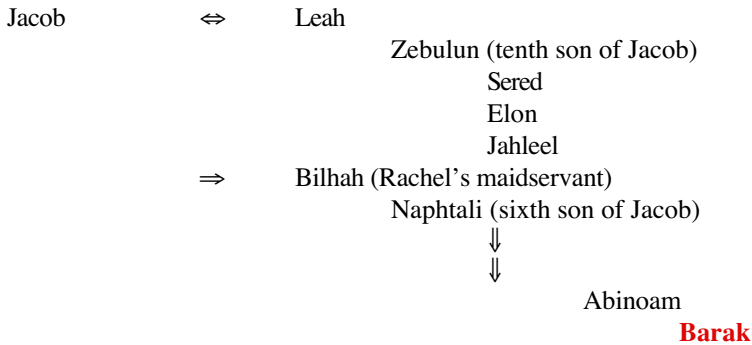 Jacob ⇔ Leah
Zebulun (tenth son of Jacob)
Sered
Elon
Jahleel
⇒ Bilhah (Rachel’s maidservant)
Naphtali (sixth son of Jacob)
⇓
⇓
Abinoam
Barak